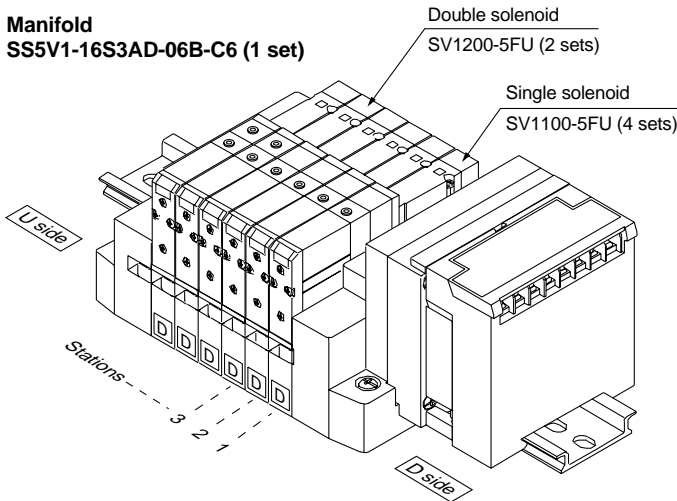 Manifold
SS5V1-16S3AD-06B-C6 (1 set)
Double solenoid
SV1200-5FU (2 sets)
Single solenoid
SV1100-5FU (4 sets)
U side
D D D D D D
Stations
3
2
1
D side